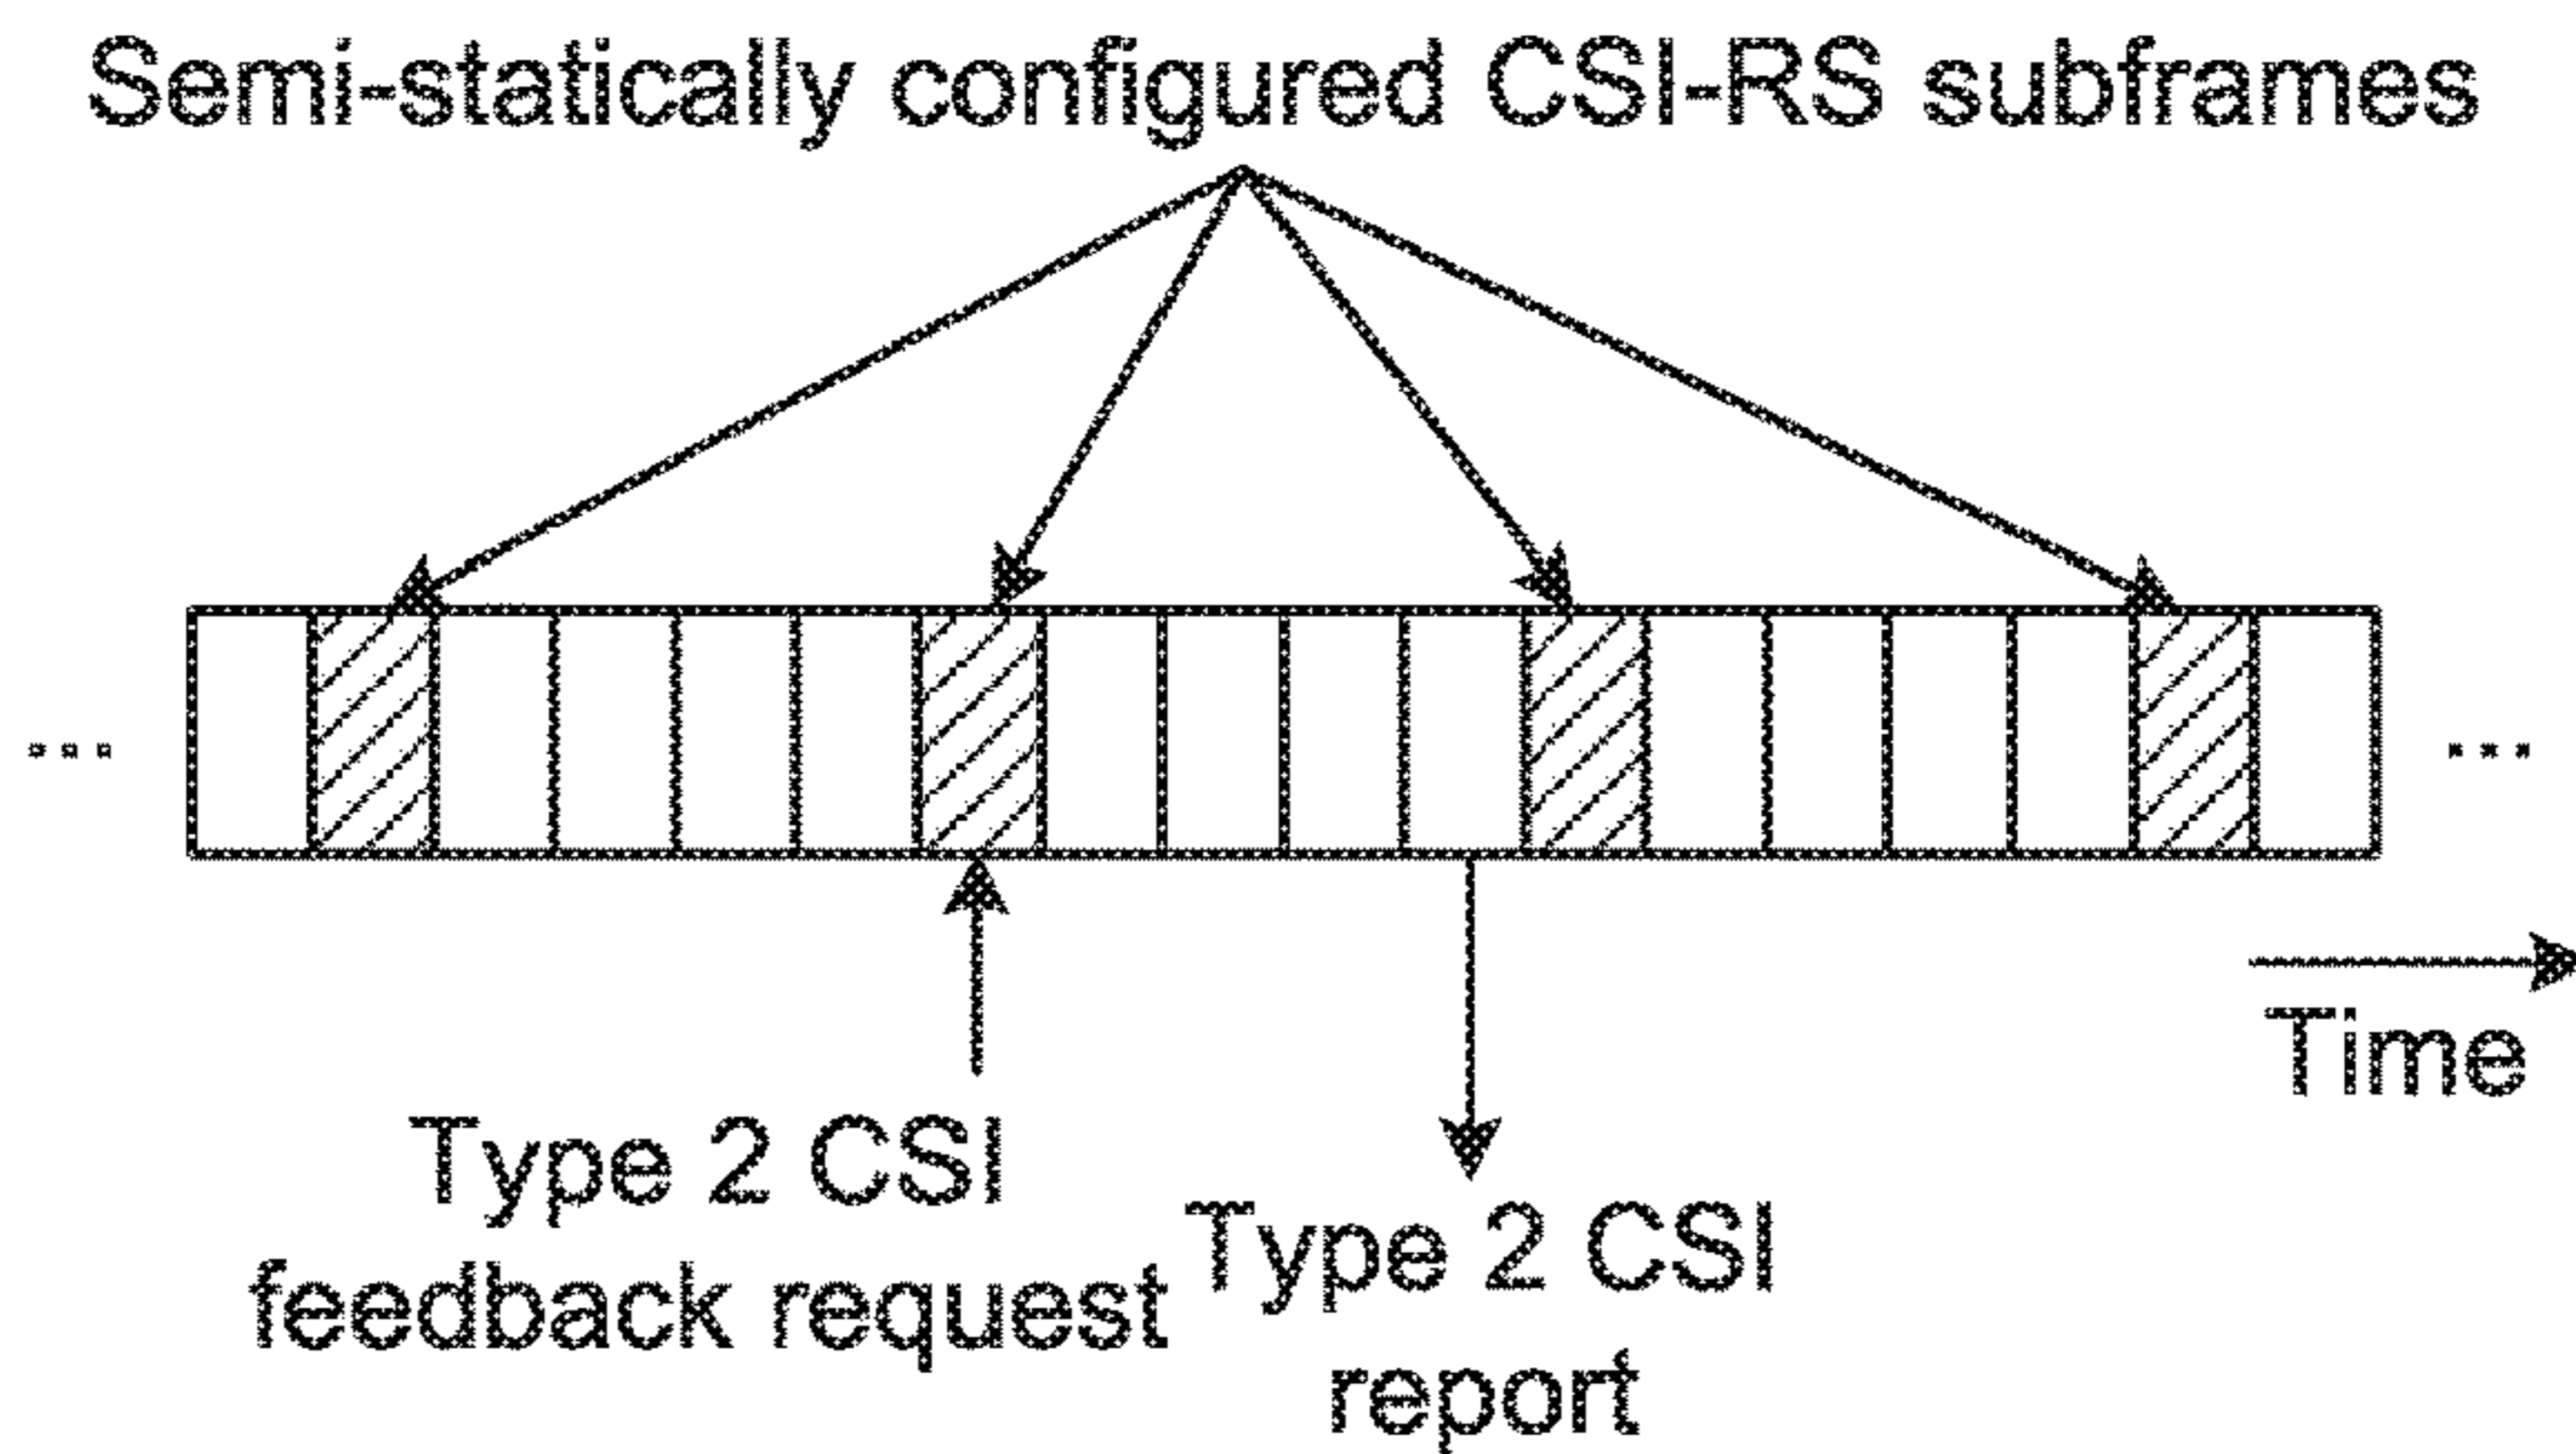 Semi-statically configured CSI-RS subframes
... ...
Time
Type 2 CSI
feedback request
Type 2 CSI
report